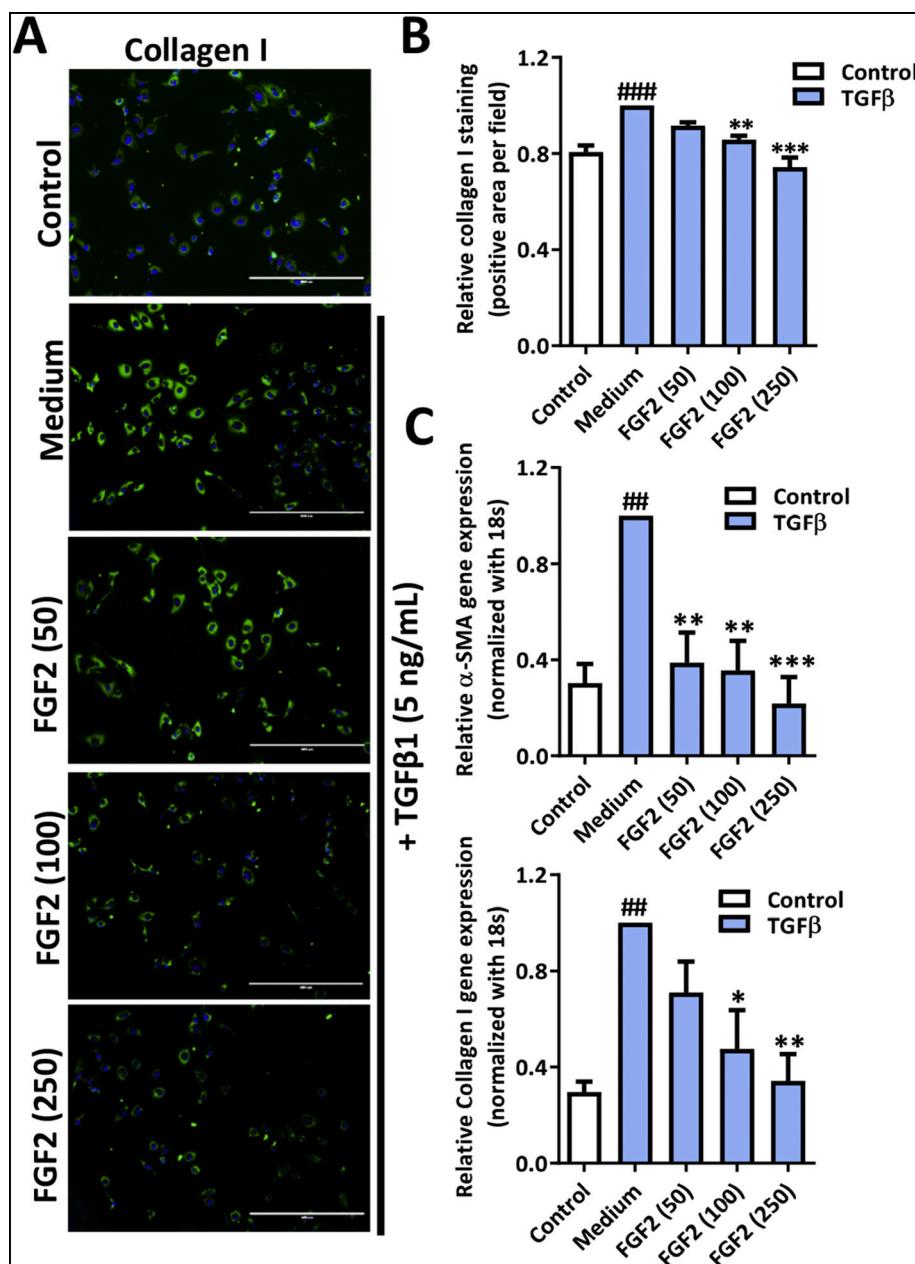 A
Collagen I
Control
Medium
FGF2 (50)
FGF2 (100)
FGF2 (250)
+ TGFβ1 (5 ng/mL)
B
Relative collagen I staining
(positive area per field)
1.2
0.8
0.4
0.0
###
**
***
Control
TGFβ
Control
Medium
FGF2 (50)
FGF2 (100)
FGF2 (250)
C
Relative α-SMA gene expression
(normalized with 18s)
1.2
0.8
0.4
0.0
##
**
**
***
Control
TGFβ
Control
Medium
FGF2 (50)
FGF2 (100)
FGF2 (250)
Relative Collagen I gene expression
(normalized with 18s)
1.2
0.8
0.4
0.0
##
*
**
Control
TGFβ
Control
Medium
FGF2 (50)
FGF2 (100)
FGF2 (250)